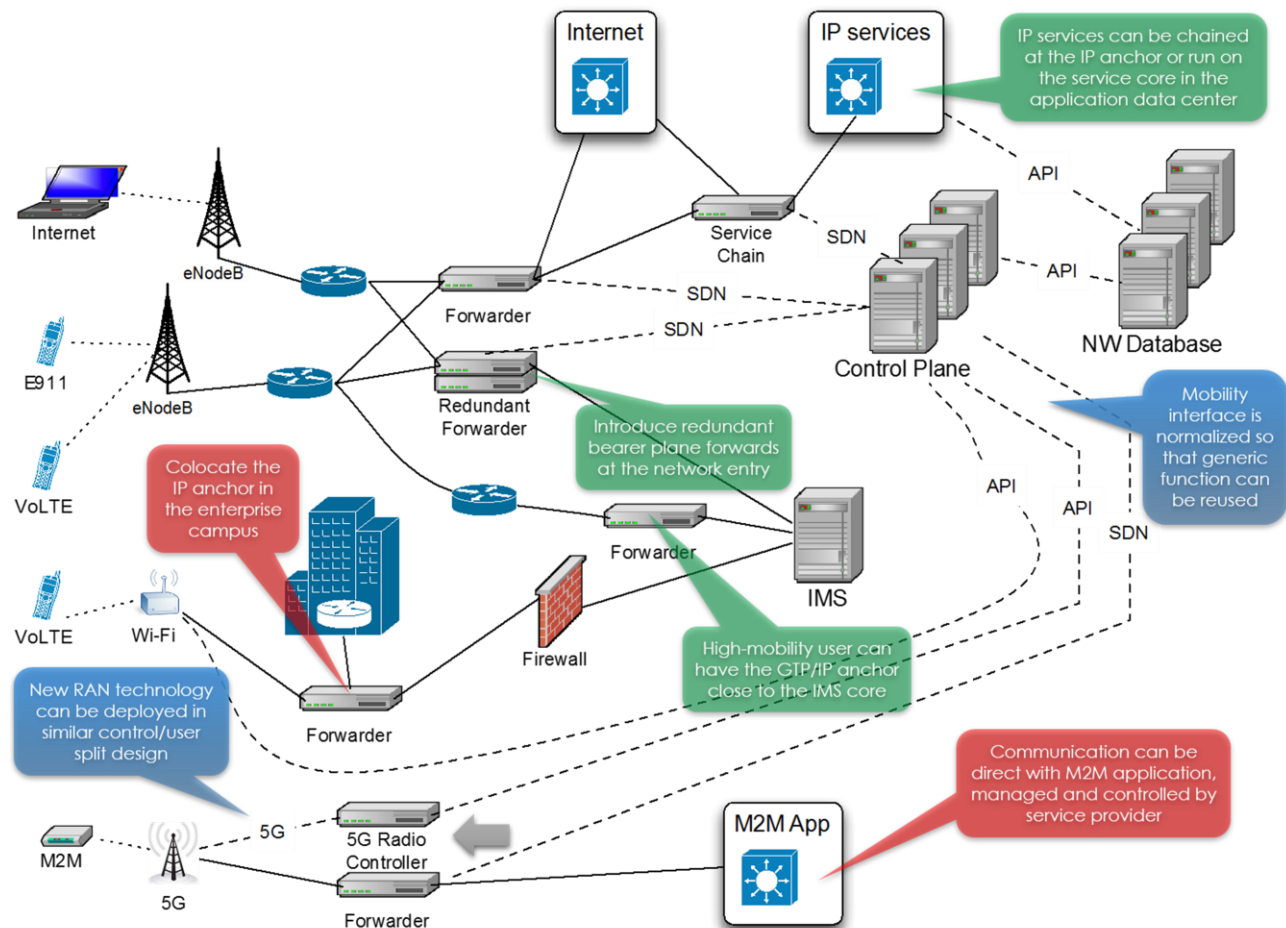 Internet
IP services
IP services can be chained
at the IP anchor or run on
the service core in the
application data center
API
Internet
eNodeB
Service
Chain
SDN
API
SDN
Forwarder
SDN
NW Database
Control Plane
E911
eNodeB
Redundant
Forwarder
Introduce redundant
bearer plane forwards
at the network entry
Mobility
interface is
normalized so
that generic
function can
be reused
Colocate the
IP anchor in
the enterprise
campus
VoLTE
API
API
SDN
Forwarder
IMS
VoLTE
Wi-Fi
Firewall
High-mobility user can
have the GTP/IP anchor
close to the IMS core
New RAN technology
can be deployed in
similar control/user
split design
Forwarder
Communication can be
direct with M2M application,
managed and controlled by
service provider
5G
M2M
5G Radio
Controller
M2M App
5G
Forwarder